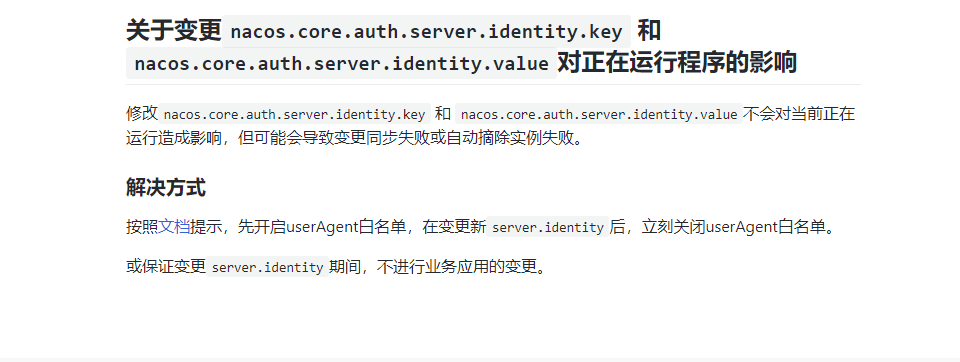 关于变更 nacos.core.auth.server.identity.key 和
nacos.core.auth.server.identity.value 对正在运行程序的影响
修改 nacos.core.auth.server.identity.key 和 nacos.core.auth.server.identity.value 不会对当前正在
运行造成影响，但可能会导致变更同步失败或自动摘除实例失败。
解决方式
按照文档提示，先开启userAgent白名单，在变更新 server.identity 后，立刻关闭userAgent白名单。
或保证变更 server.identity 期间，不进行业务应用的变更。